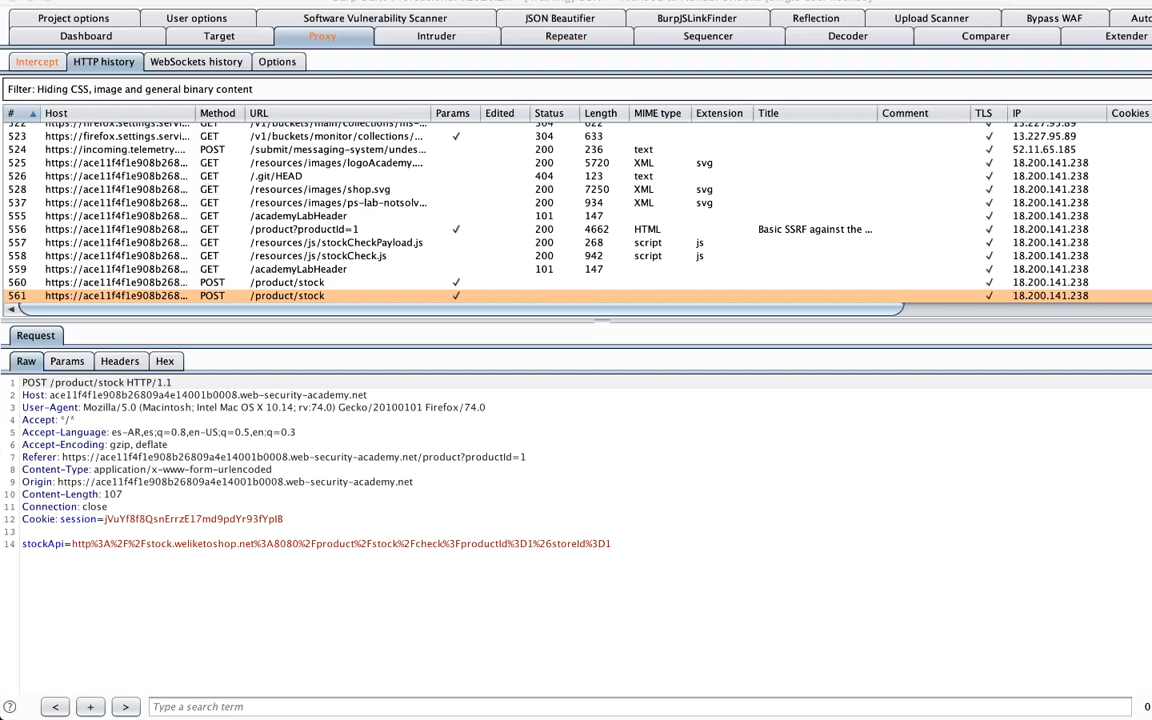 Project options User options Software Vulnerability Scanner JSON Beautifier BurpJSLinkFinder Reflection Upload Scanner Bypass WAF
Dashboard Target Proxy Intruder Repeater Sequencer Decoder Comparer Extender
Intercept HTTP history WebSockets history Options
Filter: Hiding CSS, image and general binary content
# Host Method URL Params Edited Status Length MIME type Extension Title Comment TLS IP Cookies
523 https://firefox.settings.servi... GET /v1/buckets/monitor/collections/... ✓ 304 633 ✓ 13.227.95.89
524 https://incoming.telemetry.... POST /submit/messaging-system/undes... 200 236 text ✓ 52.11.65.185
525 https://ace11f4f1e908b268... GET /resources/images/logoAcademy.... 200 5720 XML svg ✓ 18.200.141.238
526 https://ace11f4f1e908b268... GET /.git/HEAD 404 123 text ✓ 18.200.141.238
528 https://ace11f4f1e908b268... GET /resources/images/shop.svg 200 7250 XML svg ✓ 18.200.141.238
537 https://ace11f4f1e908b268... GET /resources/images/ps-lab-notsolv... 200 934 XML svg ✓ 18.200.141.238
555 https://ace11f4f1e908b268... GET /academyLabHeader 101 147 ✓ 18.200.141.238
556 https://ace11f4f1e908b268... GET /product?productId=1 ✓ 200 4662 HTML Basic SSRF against the ... ✓ 18.200.141.238
557 https://ace11f4f1e908b268... GET /resources/js/stockCheckPayload.js 200 268 script js ✓ 18.200.141.238
558 https://ace11f4f1e908b268... GET /resources/js/stockCheck.js 200 942 script js ✓ 18.200.141.238
559 https://ace11f4f1e908b268... GET /academyLabHeader 101 147 ✓ 18.200.141.238
560 https://ace11f4f1e908b268... POST /product/stock ✓ ✓ 18.200.141.238
561 https://ace11f4f1e908b268... POST /product/stock ✓ ✓ 18.200.141.238
Request
Raw Params Headers Hex
1 POST /product/stock HTTP/1.1
2 Host: ace11f4f1e908b26809a4e14001b0008.web-security-academy.net
3 User-Agent: Mozilla/5.0 (Macintosh; Intel Mac OS X 10.14; rv:74.0) Gecko/20100101 Firefox/74.0
4 Accept: */*
5 Accept-Language: es-AR,es;q=0.8,en-US;q=0.5,en;q=0.3
6 Accept-Encoding: gzip, deflate
7 Referer: https://ace11f4f1e908b26809a4e14001b0008.web-security-academy.net/product?productId=1
8 Content-Type: application/x-www-form-urlencoded
9 Origin: https://ace11f4f1e908b26809a4e14001b0008.web-security-academy.net
10 Content-Length: 107
11 Connection: close
12 Cookie: session=jVuYf8f8QsnErrzE17md9pdYr93fYpIB
13
14 stockApi=http%3A%2F%2Fstock.weliketoshop.net%3A8080%2Fproduct%2Fstock%2Fcheck%3FproductId%3D1%26storeId%3D1
? < + > Type a search term 0